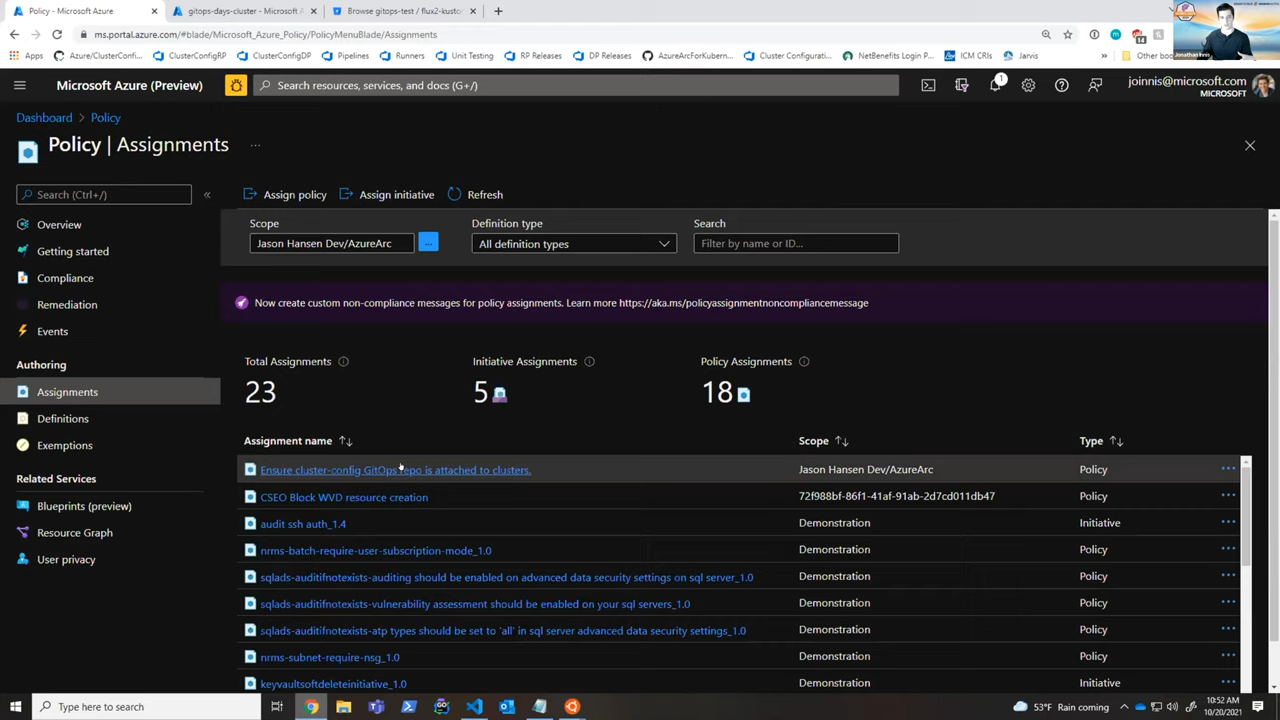 Policy - Microsoft Azure
gitops-days-cluster - Microsoft A
Browse gitops-test / flux2-kustom
ms.portal.azure.com/#blade/Microsoft_Azure_Policy/PolicyMenuBlade/Assignments
14
Jonathan Innis
Apps
Azure/ClusterConfi...
ClusterConfigRP
ClusterConfigDP
Pipelines
Runners
Unit Testing
RP Releases
DP Releases
AzureArcForKubern...
Cluster Configurati...
NetBenefits Login P...
ICM CRIs
Jarvis
»
Other boo
Microsoft Azure (Preview)
Search resources, services, and docs (G+/)
1
joinnis@microsoft.com
MICROSOFT
Dashboard > Policy
Policy | Assignments ...
Search (Ctrl+/)
«
Assign policy
Assign initiative
Refresh
Overview
Getting started
Compliance
Remediation
Events
Authoring
Assignments
Definitions
Exemptions
Related Services
Blueprints (preview)
Resource Graph
User privacy
Scope
Definition type
Search
Jason Hansen Dev/AzureArc
...
All definition types
Filter by name or ID...
Now create custom non-compliance messages for policy assignments. Learn more https://aka.ms/policyassignmentnoncompliancemessage
Total Assignments
Initiative Assignments
Policy Assignments
23
5
18
Assignment name
Scope
Type
Ensure cluster-config GitOps repo is attached to clusters. Jason Hansen Dev/AzureArc Policy ...
CSEO Block WVD resource creation 72f988bf-86f1-41af-91ab-2d7cd011db47 Policy ...
audit ssh auth_1.4 Demonstration Initiative ...
nrms-batch-require-user-subscription-mode_1.0 Demonstration Policy ...
sqlads-auditifnotexists-auditing should be enabled on advanced data security settings on sql server_1.0 Demonstration Policy ...
sqlads-auditifnotexists-vulnerability assessment should be enabled on your sql servers_1.0 Demonstration Policy ...
sqlads-auditifnotexists-atp types should be set to 'all' in sql server advanced data security settings_1.0 Demonstration Policy ...
nrms-subnet-require-nsg_1.0 Demonstration Policy ...
keyvaultsoftdeleteinitiative_1.0 Demonstration Initiative ...
Type here to search
53°F Raining coming
10:52 AM
10/20/2021